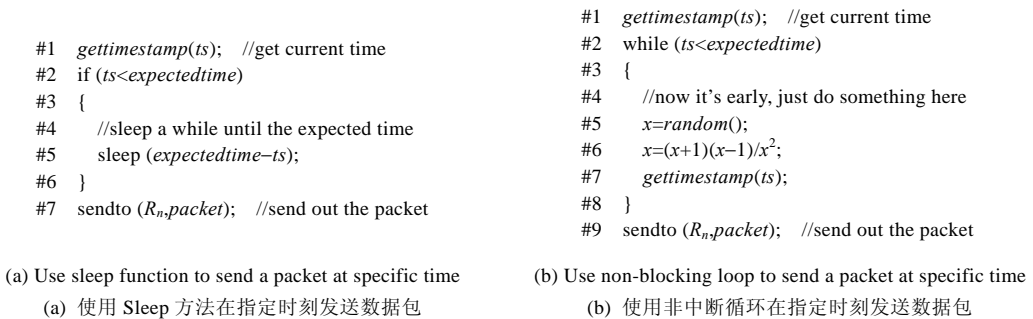 #1 gettimestamp(ts); //get current time
#2 if (ts<expectedtime)
#3 {
#4 //sleep a while until the expected time
#5 sleep (expectedtime−ts);
#6 }
#7 sendto (Rn,packet); //send out the packet
(a) Use sleep function to send a packet at specific time
(a) 使用 Sleep 方法在指定时刻发送数据包
#1 gettimestamp(ts); //get current time
#2 while (ts<expectedtime)
#3 {
#4 //now it's early, just do something here
#5 x=random();
#6 x=(x+1)(x−1)/x²;
#7 gettimestamp(ts);
#8 }
#9 sendto (Rn,packet); //send out the packet
(b) Use non-blocking loop to send a packet at specific time
(b) 使用非中断循环在指定时刻发送数据包